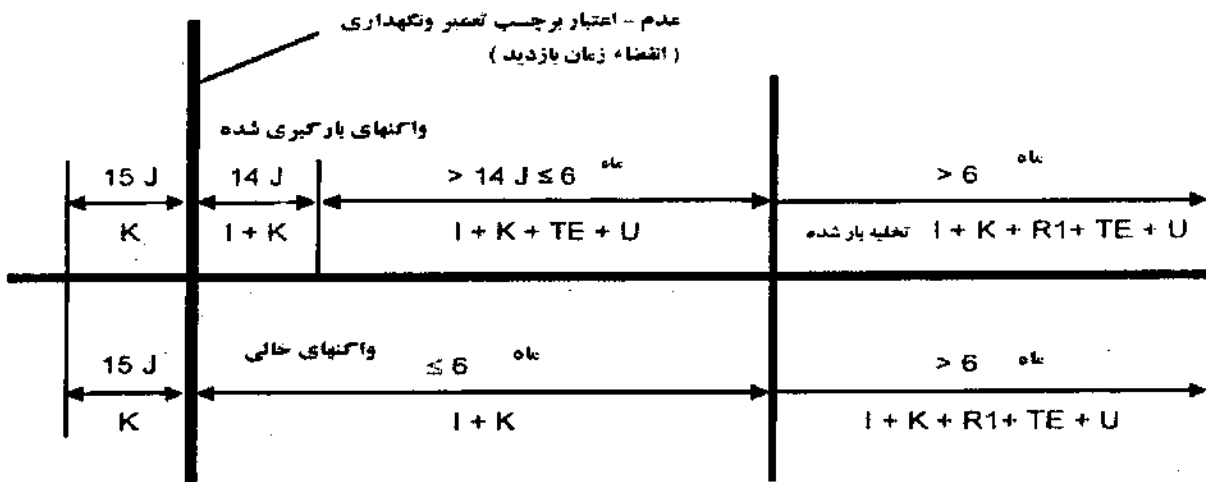 عدم - اعتبار برچسب تعمیر ونگهداری
( انقضاء زمان بازدید )
واگنهای بارگیری شده
15 J
14 J
> 14 J ≤ 6 ماه
> 6 ماه
K
I + K
I + K + TE + U
تخلیه بار شده I + K + R1+ TE + U
واگنهای خالی
15 J
≤ 6 ماه
> 6 ماه
K
I + K
I + K + R1+ TE + U